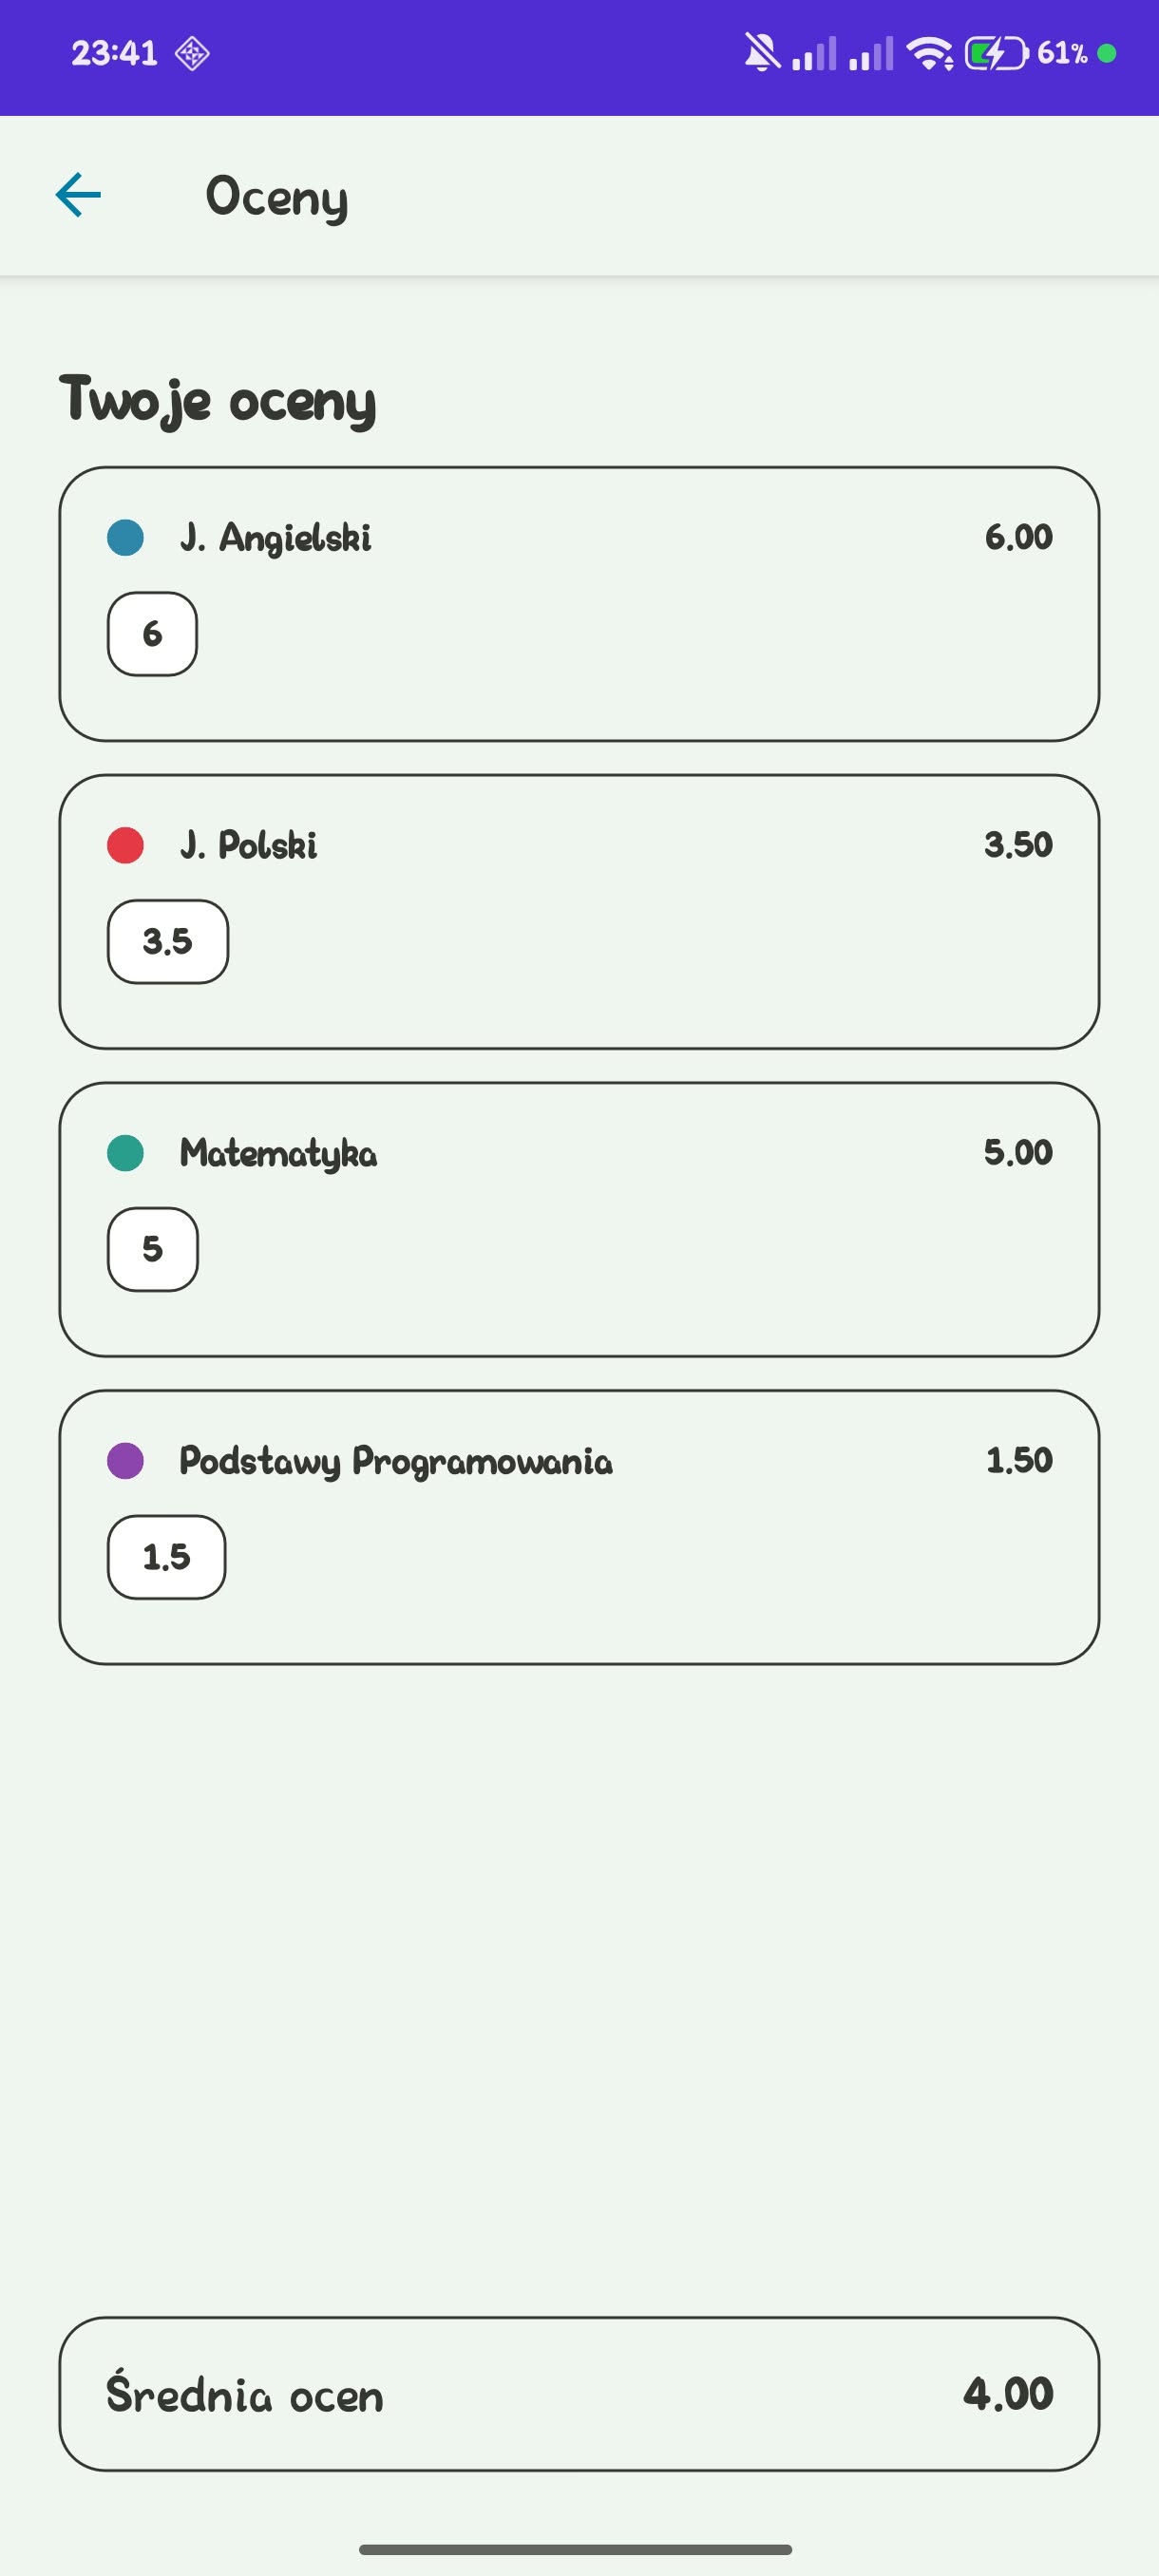 23:41 61%
Oceny
Twoje oceny
J. Angielski 6.00
6
J. Polski 3.50
3.5
Matematyka 5.00
5
Podstawy Programowania 1.50
1.5
Średnia ocen 4.00